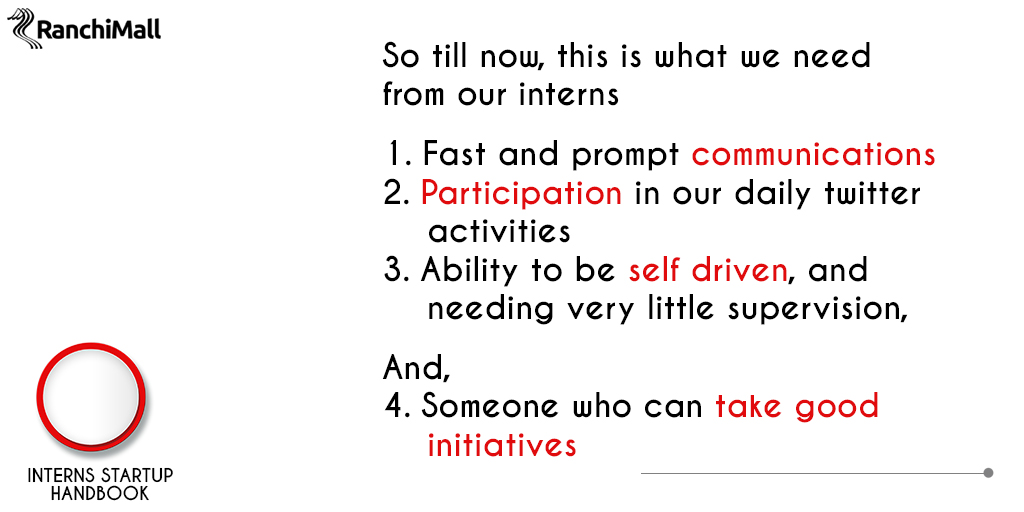 RanchiMall
So till now, this is what we need
from our interns
1. Fast and prompt communications
2. Participation in our daily twitter
activities
3. Ability to be self driven, and
needing very little supervision,
And,
4. Someone who can take good
initiatives
INTERNS STARTUP
HANDBOOK